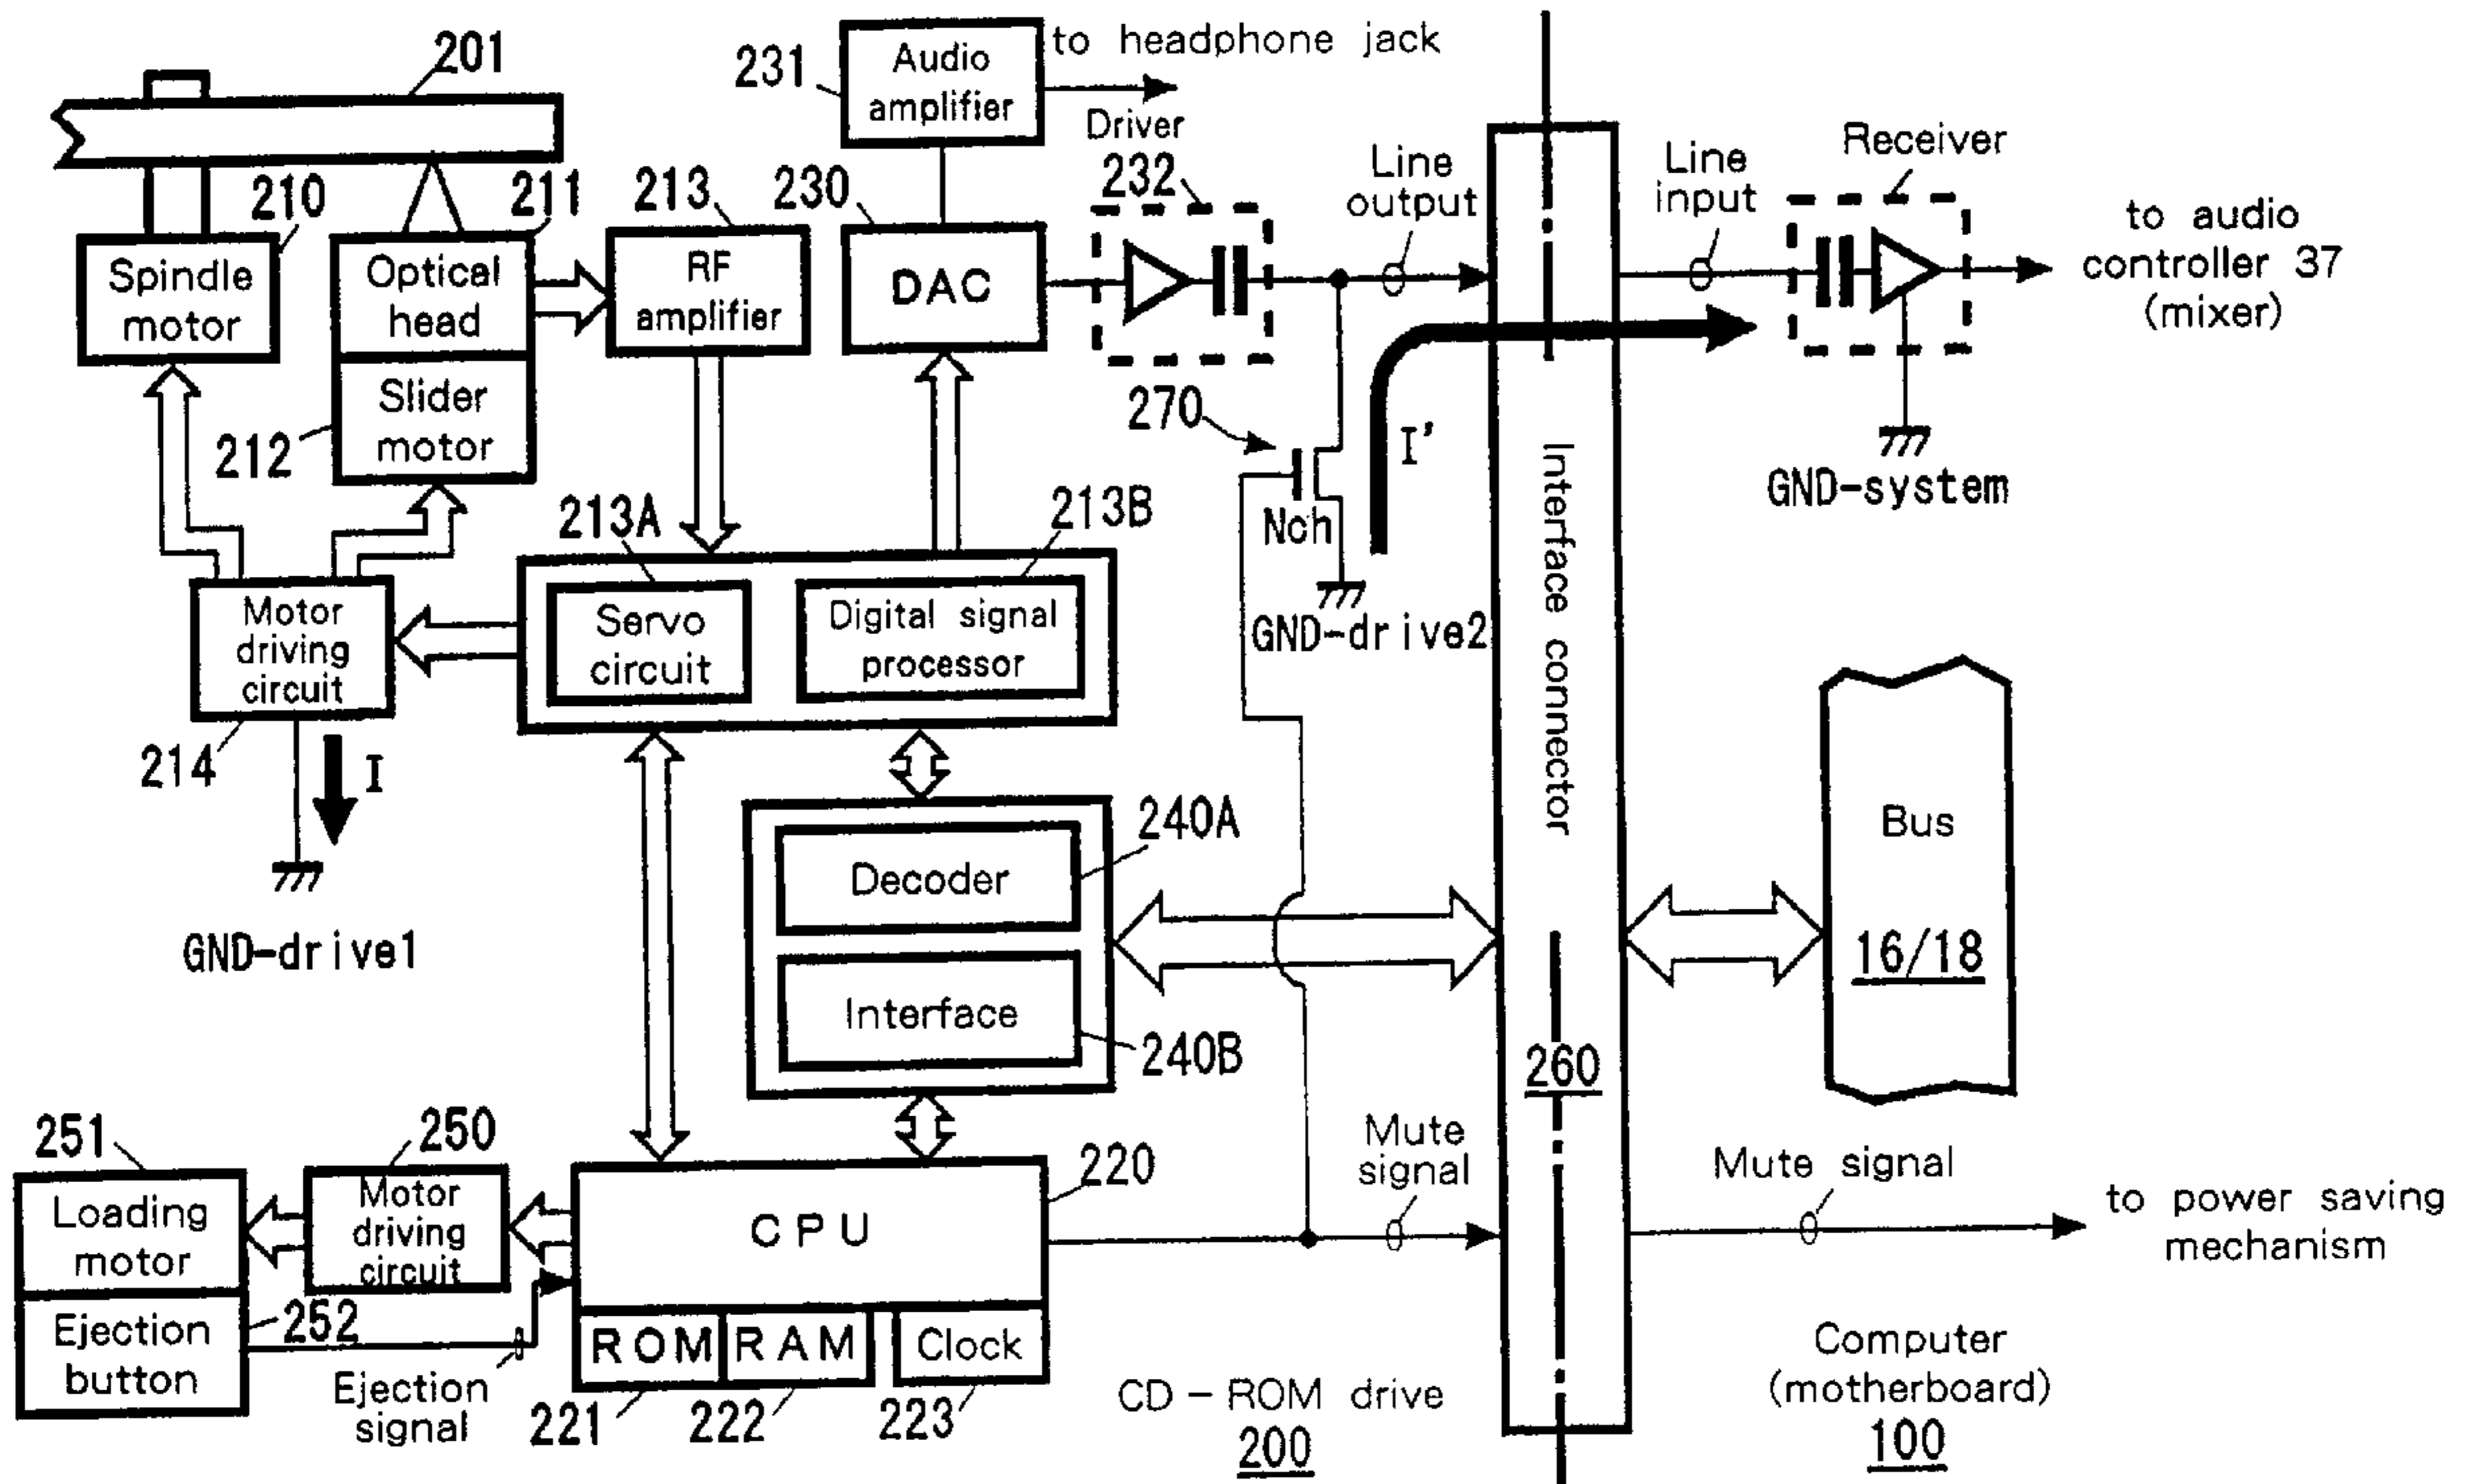 201
231
Audio
amplifier
to headphone jack
Driver
232
Line
output
Line
input
Receiver
to audio
controller 37
(mixer)
210
211
213
230
Spindle
motor
Optical
head
RF
amplifier
DAC
Slider
motor
212
270
I'
Nch
GND-drive2
GND-system
213A
213B
Motor
driving
circuit
214
I
GND-drive1
Servo
circuit
Digital signal
processor
Interface connector
240A
Decoder
Interface
240B
Bus
16/18
260
251
250
220
Mute
signal
Mute signal
to power saving
mechanism
Loading
motor
Motor
driving
circuit
CPU
Ejection
button
252
Ejection
signal
ROM
RAM
Clock
221
222
223
CD-ROM drive
200
Computer
(motherboard)
100